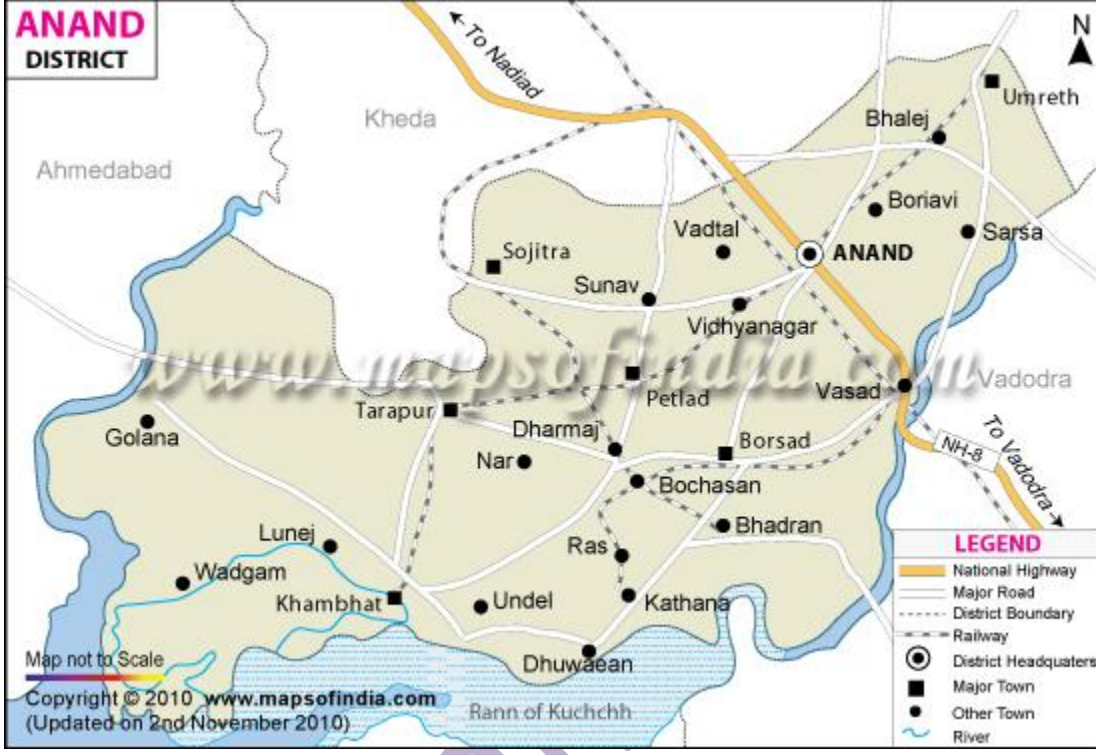 ANAND
DISTRICT
N
To Nadiad
Kheda
Ahmedabad
Umreth
Bhalej
Boriavi
Vadtal
Sarsa
Sojitra
ANAND
Sunav
Vidhyanagar
www.mapsofindia.com
Vasad
Vadodra
Petlad
Tarapur
Golana
Dharmaj
Borsad
Nar
NH-8
To Vadodra
Bochasan
Bhadran
Lunej
Ras
Wadgam
Khambhat
Undel
Kathana
Dhuwaean
Rann of Kuchchh
Map not to Scale
Copyright © 2010 www.mapsofindia.com
(Updated on 2nd November 2010)
LEGEND
National Highway
Major Road
District Boundary
Railway
District Headquaters
Major Town
Other Town
River